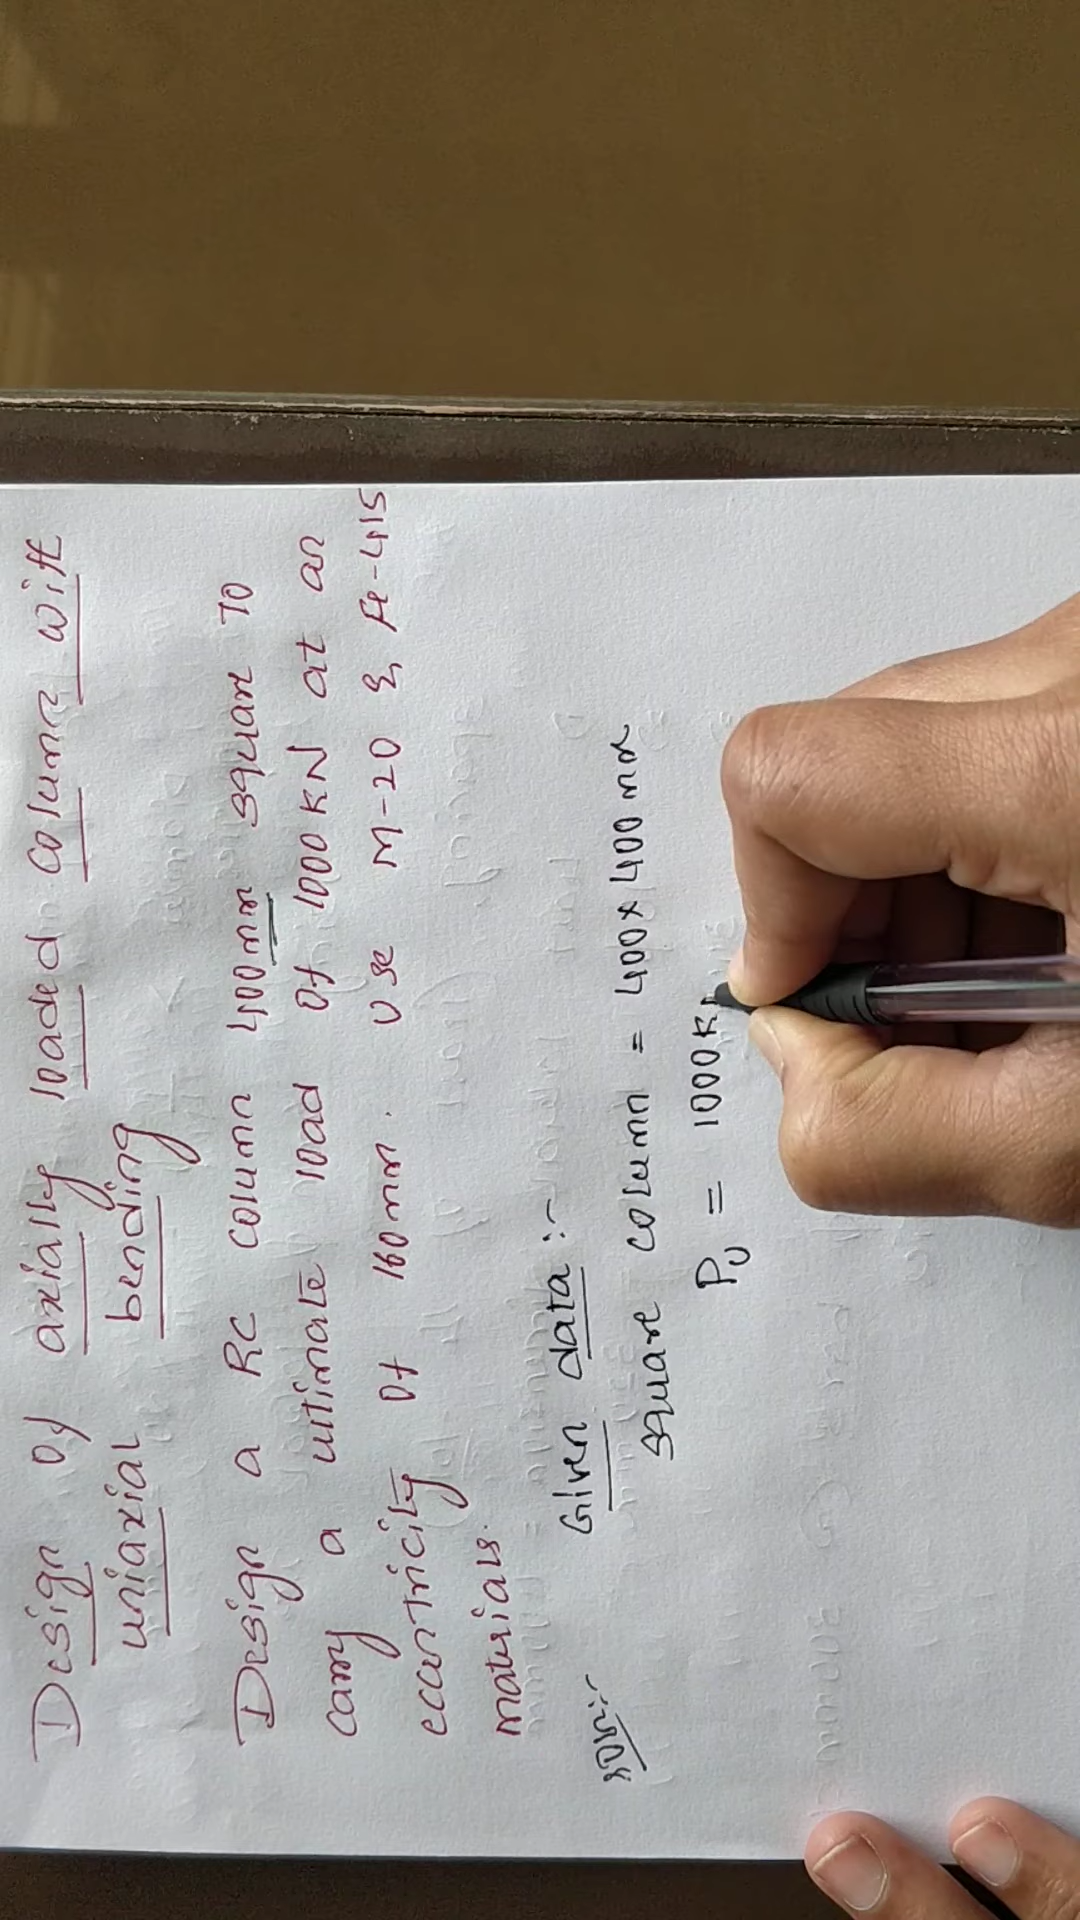 Design of axially loaded column with
uniaxial bending
Design a RC column 400mm square to
carry a ultimate load of 1000 KN at an
eccentricity of 160mm. Use M-20 & Fe-415
materials.
Soln:- Given data:-
square column = 400 x 400 mm
PU = 1000 K